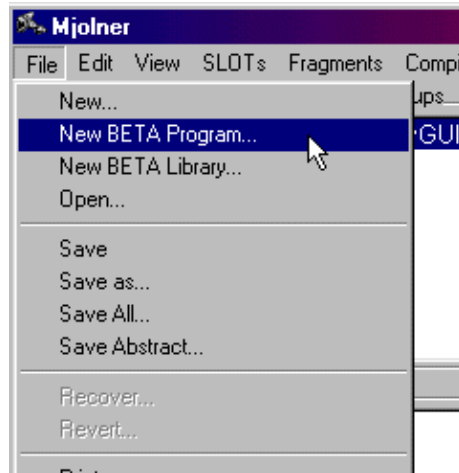 Mjolner
File Edit View SLOTs Fragments
New...
New BETA Program...
New BETA Library...
Open...
Save
Save as...
Save All...
Save Abstract...
Recover...
Revert...